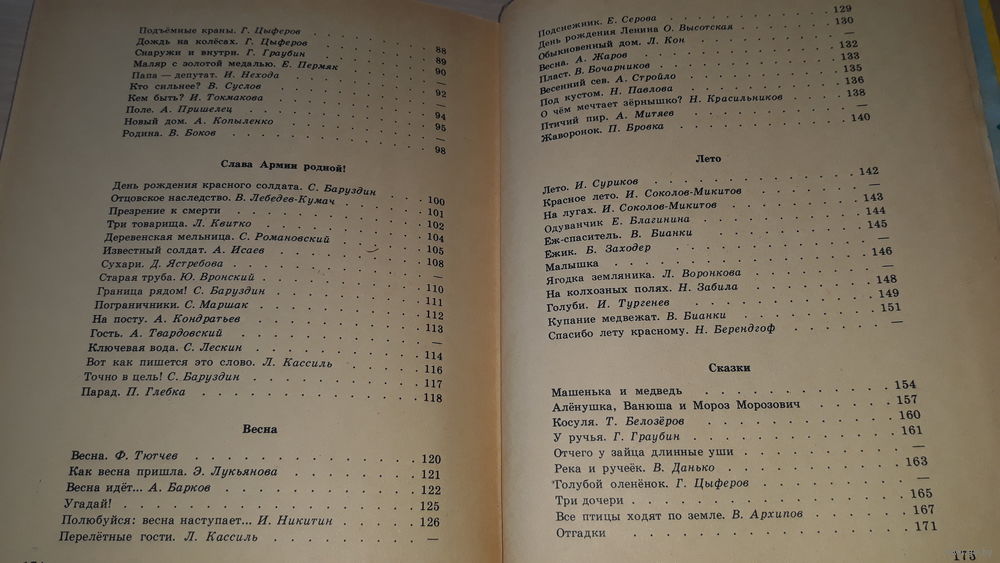 Подъёмные краны. Г. Цыферов
Дождь на колёсах. Г. Цыферов . . . . . 88
Снаружи и внутри. Г. Граубин . . . . . 89
Маляр с золотой медалью. Е. Пермяк . . . . . 90
Папа — депутат. И. Нехода . . . . . —
Кто сильнее? В. Суслов . . . . . 92
Кем быть? И. Токмакова . . . . . —
Поле. А. Пришелец . . . . . 94
Новый дом. А. Копыленко . . . . . 95
Родина. В. Боков . . . . . —
98
Слава Армии родной!
День рождения красного солдата. С. Баруздин
Отцовское наследство. В. Лебедев-Кумач . . . . . 100
Презрение к смерти . . . . . 101
Три товарища. Л. Квитко . . . . . 102
Деревенская мельница. С. Романовский . . . . . 104
Известный солдат. А. Исаев . . . . . 105
Сухари. Д. Ястребова . . . . . 108
Старая труба. Ю. Вронский . . . . . —
Граница рядом! С. Баруздин . . . . . 110
Пограничники. С. Маршак . . . . . 111
На посту. А. Кондратьев . . . . . 112
Гость. А. Твардовский . . . . . 113
Ключевая вода. С. Лескин . . . . . —
Вот как пишется это слово. Л. Кассиль . . . . . 114
Точно в цель! С. Баруздин . . . . . 116
Парад. П. Глебка . . . . . 117
118
Весна
Весна. Ф. Тютчев . . . . . 120
Как весна пришла. Э. Лукьянова . . . . . 121
Весна идёт... А. Барков . . . . . 122
Угадай! . . . . . 125
Полюбуйся: весна наступает... И. Никитин . . . . . 126
Перелётные гости. Л. Кассиль . . . . . —
Подснежник. Е. Серова . . . . . 129
День рождения Ленина О. Высотская . . . . . 130
Обыкновенный дом. Л. Кон . . . . . —
Весна. А. Жаров . . . . . 132
Пласт. В. Бочарников . . . . . 133
Весенний сев. А. Стройло . . . . . 135
Под кустом. Н. Павлова . . . . . 136
О чём мечтает зёрнышко? Н. Красильников . . . . . 138
Птичий пир. А. Митяев . . . . . —
Жаворонок. П. Бровка . . . . . 140
Лето
Лето. И. Суриков . . . . . 142
Красное лето. И. Соколов-Микитов . . . . . —
На лугах. И. Соколов-Микитов . . . . . 143
Одуванчик Е. Благинина . . . . . 144
Ёж-спаситель. В. Бианки . . . . . 145
Ёжик. Б. Заходер . . . . . —
Малышка . . . . . 146
Ягодка земляника. Л. Воронкова . . . . . —
На колхозных полях. Н. Забила . . . . . 148
Голуби. И. Тургенев . . . . . 149
Купание медвежат. В. Бианки . . . . . 151
Спасибо лету красному. Н. Берендгоф . . . . . —
Сказки
Машенька и медведь . . . . . 154
Алёнушка, Ванюша и Мороз Морозович . . . . . 157
Косуля. Т. Белозёров . . . . . 160
У ручья. Г. Граубин . . . . . 161
Отчего у зайца длинные уши . . . . . —
Река и ручеёк. В. Данько . . . . . 163
Голубой оленёнок. Г. Цыферов . . . . . —
Три дочери . . . . . 165
Все птицы ходят по земле. В. Архипов . . . . . 167
Отгадки . . . . . 171
175